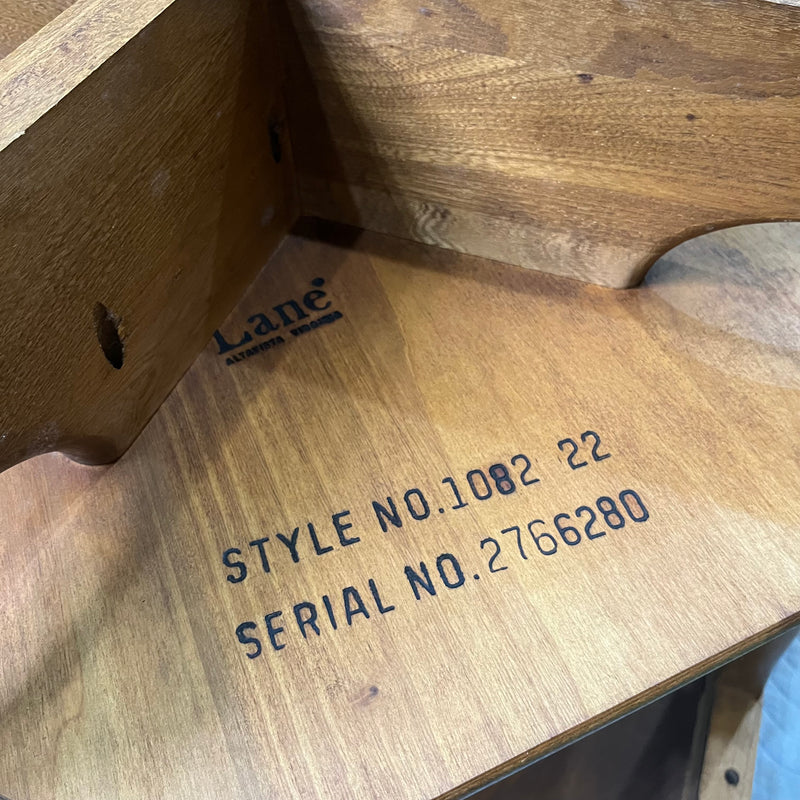 Lane
ALTAVISTA VIRGINIA
STYLE NO. 1082 22
SERIAL NO. 2766280